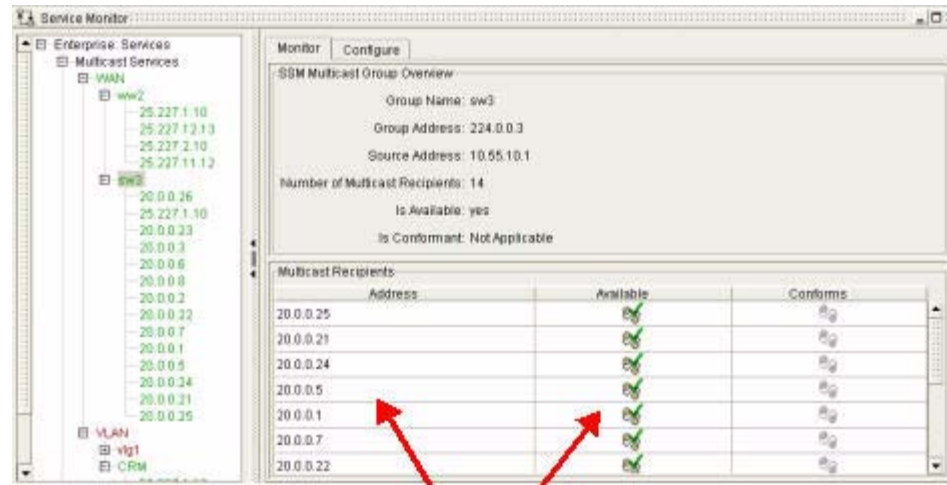 Service Monitor
Enterprise Services
Multicast Services
WAN
ww2
25.227.1.10
25.227.12.13
25.227.2.10
25.227.11.12
sw3
20.0.0.26
25.227.1.10
20.0.0.23
20.0.0.3
20.0.0.6
20.0.0.8
20.0.0.2
20.0.0.22
20.0.0.7
20.0.0.1
20.0.0.5
20.0.0.24
20.0.0.21
20.0.0.25
VLAN
vlg1
CRM
Monitor Configure
SSM Multicast Group Overview
Group Name: sw3
Group Address: 224.0.0.3
Source Address: 10.55.10.1
Number of Multicast Recipients: 14
Is Available: yes
Is Conformant: Not Applicable
Multicast Recipients
Address Available Conforms
20.0.0.25
20.0.0.21
20.0.0.24
20.0.0.5
20.0.0.1
20.0.0.7
20.0.0.22